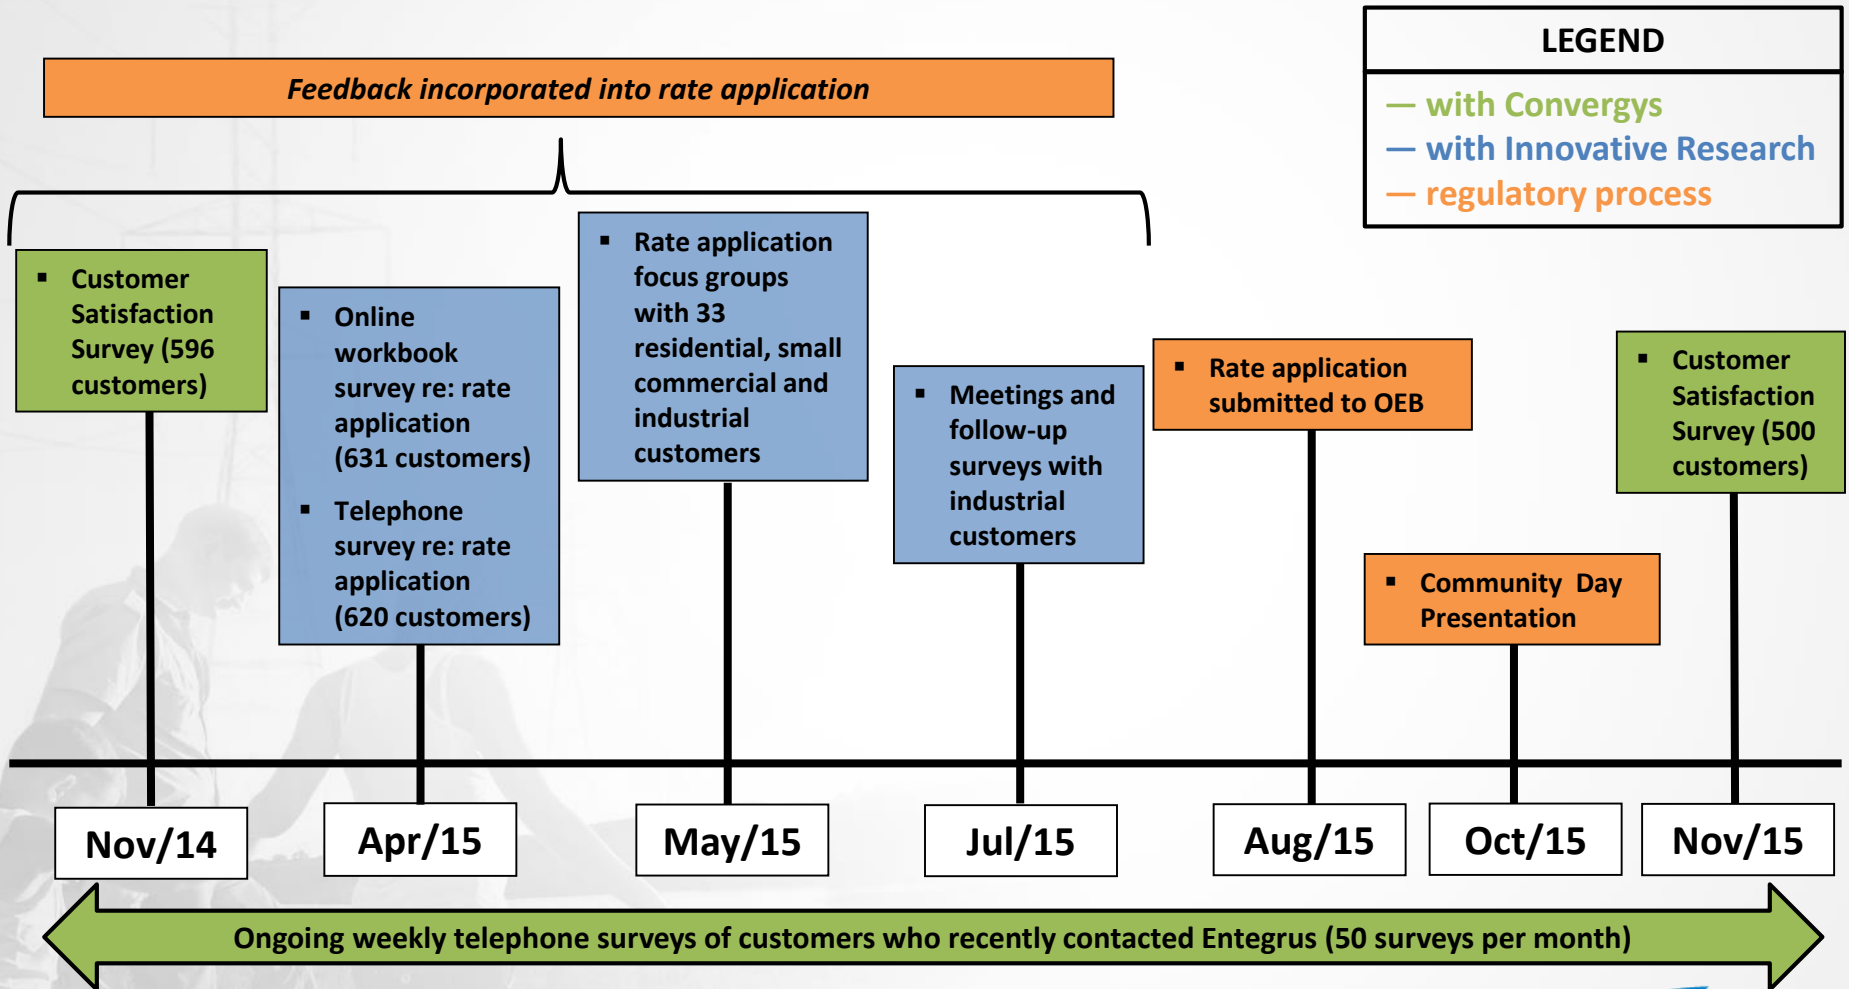 LEGEND
— with Convergys
— with Innovative Research
— regulatory process
Feedback incorporated into rate application
▪ Customer
Satisfaction
Survey (596
customers)
▪ Online
workbook
survey re: rate
application
(631 customers)
▪ Telephone
survey re: rate
application
(620 customers)
▪ Rate application
focus groups
with 33
residential, small
commercial and
industrial
customers
▪ Meetings and
follow-up
surveys with
industrial
customers
▪ Rate application
submitted to OEB
▪ Community Day
Presentation
▪ Customer
Satisfaction
Survey (500
customers)
Nov/14
Apr/15
May/15
Jul/15
Aug/15
Oct/15
Nov/15
Ongoing weekly telephone surveys of customers who recently contacted Entegrus (50 surveys per month)